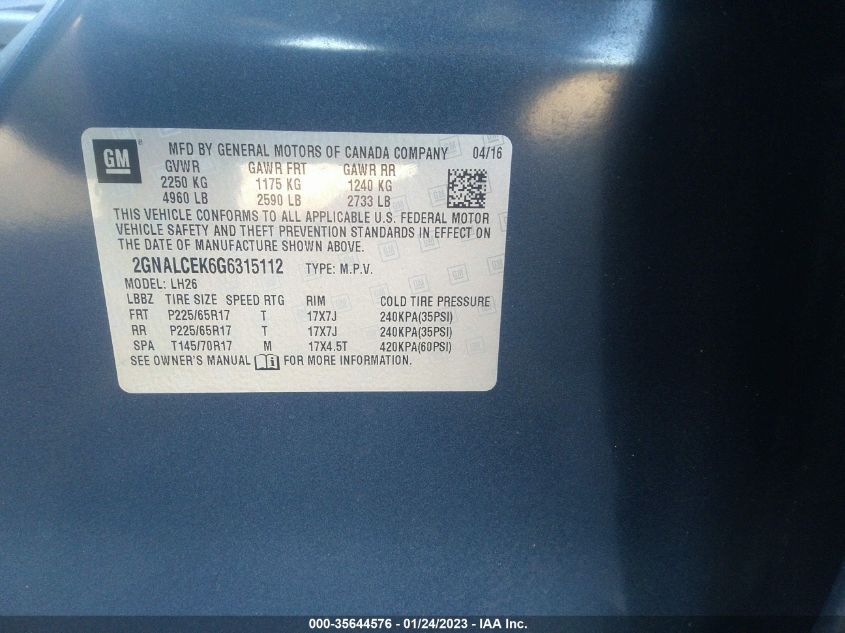 GM MFD BY GENERAL MOTORS OF CANADA COMPANY 04/16
GVWR GAWR FRT GAWR RR
2250 KG 1175 KG 1240 KG
4960 LB 2590 LB 2733 LB
THIS VEHICLE CONFORMS TO ALL APPLICABLE U.S. FEDERAL MOTOR
VEHICLE SAFETY AND THEFT PREVENTION STANDARDS IN EFFECT ON
THE DATE OF MANUFACTURE SHOWN ABOVE.
2GNALCEK6G6315112 TYPE: M.P.V.
MODEL: LH26
LBBZ TIRE SIZE SPEED RTG RIM COLD TIRE PRESSURE
FRT P225/65R17 T 17X7J 240KPA(35PSI)
RR P225/65R17 T 17X7J 240KPA(35PSI)
SPA T145/70R17 M 17X4.5T 420KPA(60PSI)
SEE OWNER'S MANUAL FOR MORE INFORMATION.
000-35644576 - 01/24/2023 - IAA Inc.